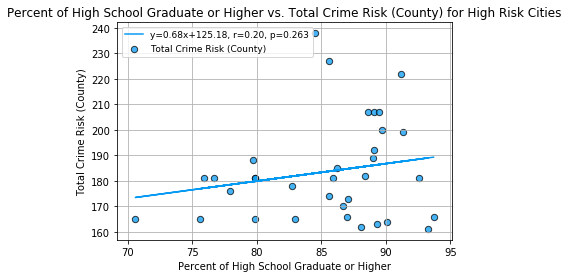 Percent of High School Graduate or Higher vs. Total Crime Risk (County) for High Risk Cities
y=0.68x+125.18, r=0.20, p=0.263
Total Crime Risk (County)
Total Crime Risk (County)
240
230
220
210
200
190
180
170
160
70 75 80 85 90 95
Percent of High School Graduate or Higher